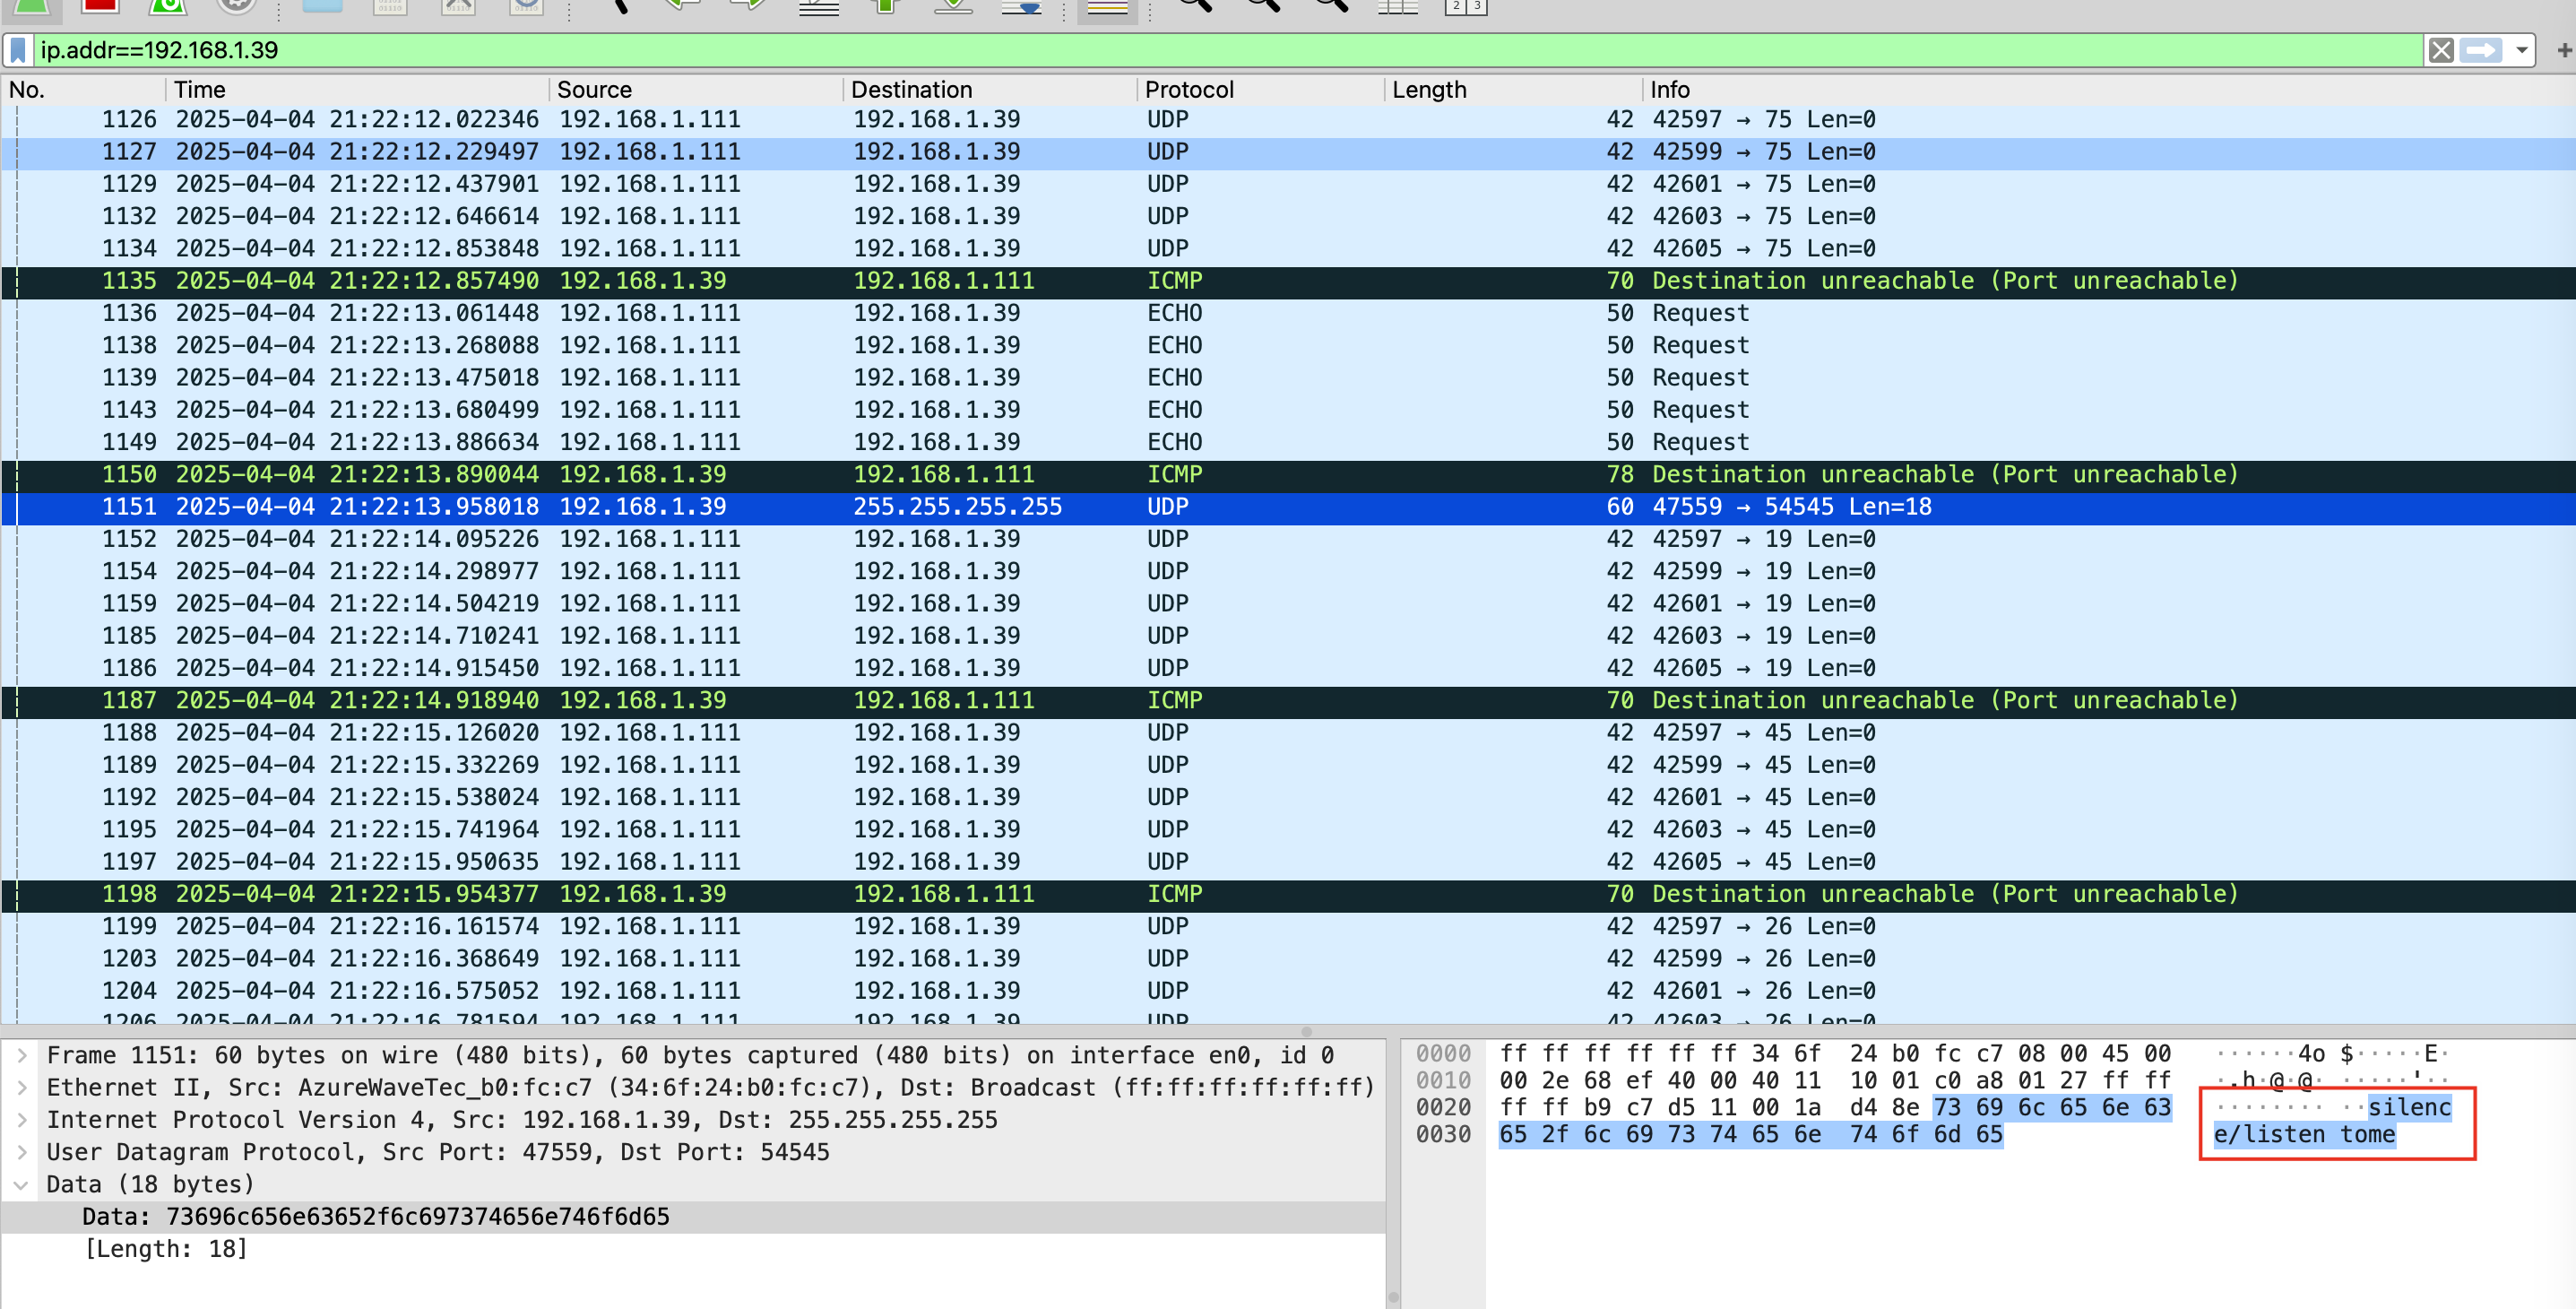 01110
01110
2 3
ip.addr==192.168.1.39
No. Time Source Destination Protocol Length Info
1126 2025-04-04 21:22:12.022346 192.168.1.111 192.168.1.39 UDP 42 42597 → 75 Len=0
1127 2025-04-04 21:22:12.229497 192.168.1.111 192.168.1.39 UDP 42 42599 → 75 Len=0
1129 2025-04-04 21:22:12.437901 192.168.1.111 192.168.1.39 UDP 42 42601 → 75 Len=0
1132 2025-04-04 21:22:12.646614 192.168.1.111 192.168.1.39 UDP 42 42603 → 75 Len=0
1134 2025-04-04 21:22:12.853848 192.168.1.111 192.168.1.39 UDP 42 42605 → 75 Len=0
1135 2025-04-04 21:22:12.857490 192.168.1.39 192.168.1.111 ICMP 70 Destination unreachable (Port unreachable)
1136 2025-04-04 21:22:13.061448 192.168.1.111 192.168.1.39 ECHO 50 Request
1138 2025-04-04 21:22:13.268088 192.168.1.111 192.168.1.39 ECHO 50 Request
1139 2025-04-04 21:22:13.475018 192.168.1.111 192.168.1.39 ECHO 50 Request
1143 2025-04-04 21:22:13.680499 192.168.1.111 192.168.1.39 ECHO 50 Request
1149 2025-04-04 21:22:13.886634 192.168.1.111 192.168.1.39 ECHO 50 Request
1150 2025-04-04 21:22:13.890044 192.168.1.39 192.168.1.111 ICMP 78 Destination unreachable (Port unreachable)
1151 2025-04-04 21:22:13.958018 192.168.1.39 255.255.255.255 UDP 60 47559 → 54545 Len=18
1152 2025-04-04 21:22:14.095226 192.168.1.111 192.168.1.39 UDP 42 42597 → 19 Len=0
1154 2025-04-04 21:22:14.298977 192.168.1.111 192.168.1.39 UDP 42 42599 → 19 Len=0
1159 2025-04-04 21:22:14.504219 192.168.1.111 192.168.1.39 UDP 42 42601 → 19 Len=0
1185 2025-04-04 21:22:14.710241 192.168.1.111 192.168.1.39 UDP 42 42603 → 19 Len=0
1186 2025-04-04 21:22:14.915450 192.168.1.111 192.168.1.39 UDP 42 42605 → 19 Len=0
1187 2025-04-04 21:22:14.918940 192.168.1.39 192.168.1.111 ICMP 70 Destination unreachable (Port unreachable)
1188 2025-04-04 21:22:15.126020 192.168.1.111 192.168.1.39 UDP 42 42597 → 45 Len=0
1189 2025-04-04 21:22:15.332269 192.168.1.111 192.168.1.39 UDP 42 42599 → 45 Len=0
1192 2025-04-04 21:22:15.538024 192.168.1.111 192.168.1.39 UDP 42 42601 → 45 Len=0
1195 2025-04-04 21:22:15.741964 192.168.1.111 192.168.1.39 UDP 42 42603 → 45 Len=0
1197 2025-04-04 21:22:15.950635 192.168.1.111 192.168.1.39 UDP 42 42605 → 45 Len=0
1198 2025-04-04 21:22:15.954377 192.168.1.39 192.168.1.111 ICMP 70 Destination unreachable (Port unreachable)
1199 2025-04-04 21:22:16.161574 192.168.1.111 192.168.1.39 UDP 42 42597 → 26 Len=0
1203 2025-04-04 21:22:16.368649 192.168.1.111 192.168.1.39 UDP 42 42599 → 26 Len=0
1204 2025-04-04 21:22:16.575052 192.168.1.111 192.168.1.39 UDP 42 42601 → 26 Len=0
1206 2025-04-04 21:22:16.781594 192.168.1.111 192.168.1.39 UDP 42 42603 → 26 Len=0
Frame 1151: 60 bytes on wire (480 bits), 60 bytes captured (480 bits) on interface en0, id 0
Ethernet II, Src: AzureWaveTec_b0:fc:c7 (34:6f:24:b0:fc:c7), Dst: Broadcast (ff:ff:ff:ff:ff:ff)
Internet Protocol Version 4, Src: 192.168.1.39, Dst: 255.255.255.255
User Datagram Protocol, Src Port: 47559, Dst Port: 54545
Data (18 bytes)
Data: 73696c656e63652f6c697374656e746f6d65
[Length: 18]
0000 ff ff ff ff ff ff 34 6f 24 b0 fc c7 08 00 45 00 ······4o $·····E·
0010 00 2e 68 ef 40 00 40 11 10 01 c0 a8 01 27 ff ff ·.h·@·@· ·····'··
0020 ff ff b9 c7 d5 11 00 1a d4 8e 73 69 6c 65 6e 63 ········ ··silenc
0030 65 2f 6c 69 73 74 65 6e 74 6f 6d 65 e/listen tome